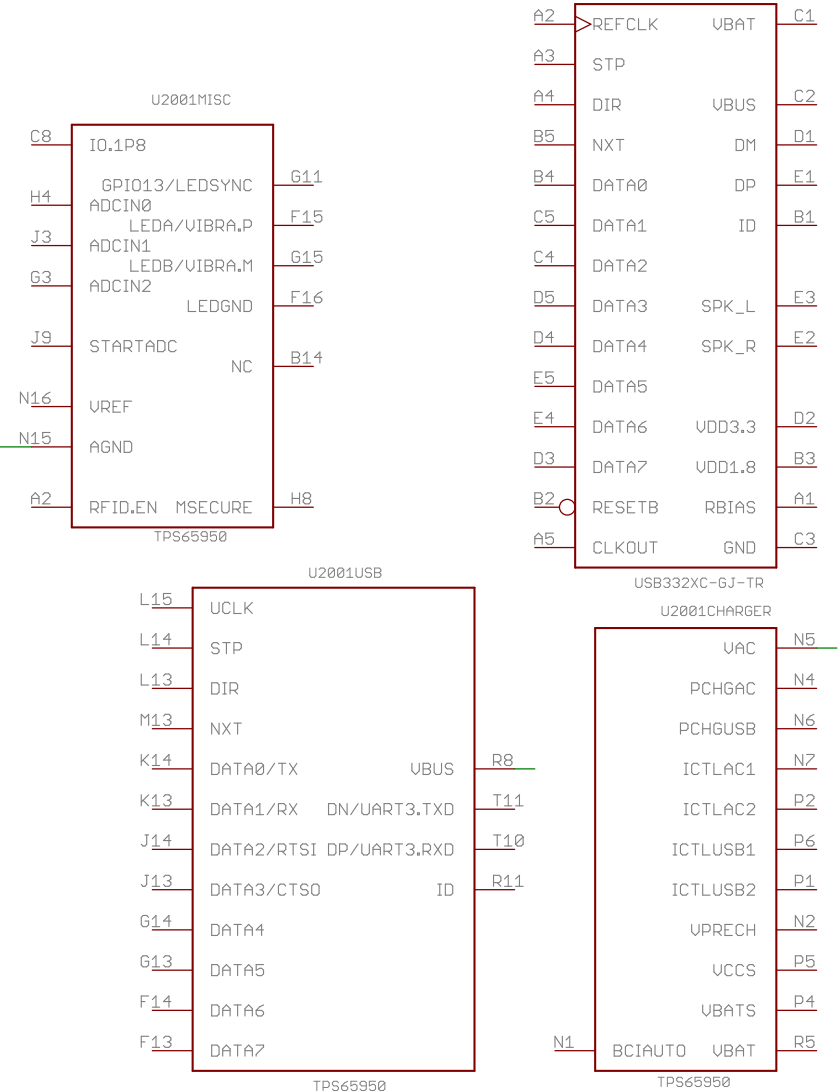 U2001MISC
C8 IO.1P8
GPIO13/LEDSYNC G11
H4 ADCIN0
LEDA/VIBRA.P F15
J3 ADCIN1
LEDB/VIBRA.M G15
G3 ADCIN2
LEDGND F16
J9 STARTADC
NC B14
N16 VREF
N15 AGND
A2 RFID.EN MSECURE H8
TPS65950
A2 REFCLK VBAT C1
A3 STP
A4 DIR VBUS C2
B5 NXT DM D1
B4 DATA0 DP E1
C5 DATA1 ID B1
C4 DATA2
D5 DATA3 SPK_L E3
D4 DATA4 SPK_R E2
E5 DATA5
E4 DATA6 VDD3.3 D2
D3 DATA7 VDD1.8 B3
B2 RESETB RBIAS A1
A5 CLKOUT GND C3
USB332XC-GJ-TR
U2001USB
L15 UCLK
L14 STP
L13 DIR
M13 NXT
K14 DATA0/TX VBUS R8
K13 DATA1/RX DN/UART3.TXD T11
J14 DATA2/RTSI DP/UART3.RXD T10
J13 DATA3/CTSO ID R11
G14 DATA4
G13 DATA5
F14 DATA6
F13 DATA7
TPS65950
U2001CHARGER
VAC N5
PCHGAC N4
PCHGUSB N6
ICTLAC1 N7
ICTLAC2 P2
ICTLUSB1 P6
ICTLUSB2 P1
VPRECH N2
VCCS P5
VBATS P4
N1 BCIAUTO VBAT R5
TPS65950